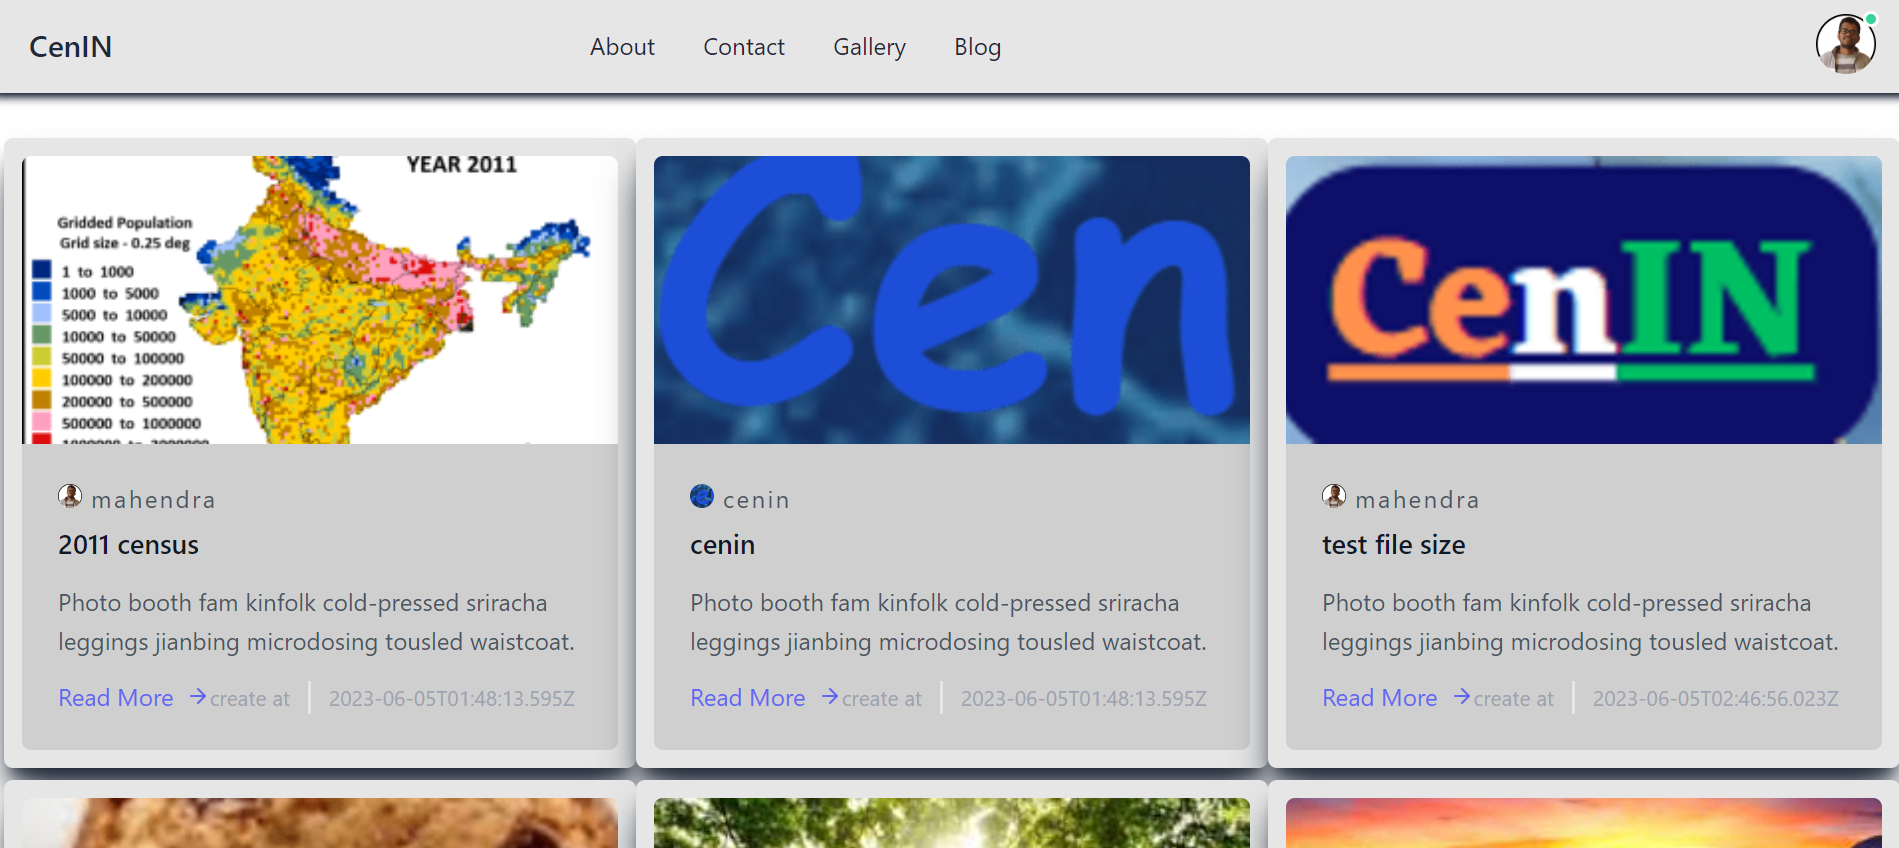 CenIN
About
Contact
Gallery
Blog
YEAR 2011
Gridded Population
Grid size - 0.25 deg
1 to 1000
1000 to 5000
5000 to 10000
10000 to 50000
50000 to 100000
100000 to 200000
200000 to 500000
500000 to 1000000
mahendra
2011 census
Photo booth fam kinfolk cold-pressed sriracha
leggings jianbing microdosing tousled waistcoat.
Read More → create at 2023-06-05T01:48:13.595Z
Cen
cenin
cenin
Photo booth fam kinfolk cold-pressed sriracha
leggings jianbing microdosing tousled waistcoat.
Read More → create at 2023-06-05T01:48:13.595Z
CenIN
mahendra
test file size
Photo booth fam kinfolk cold-pressed sriracha
leggings jianbing microdosing tousled waistcoat.
Read More → create at 2023-06-05T02:46:56.023Z